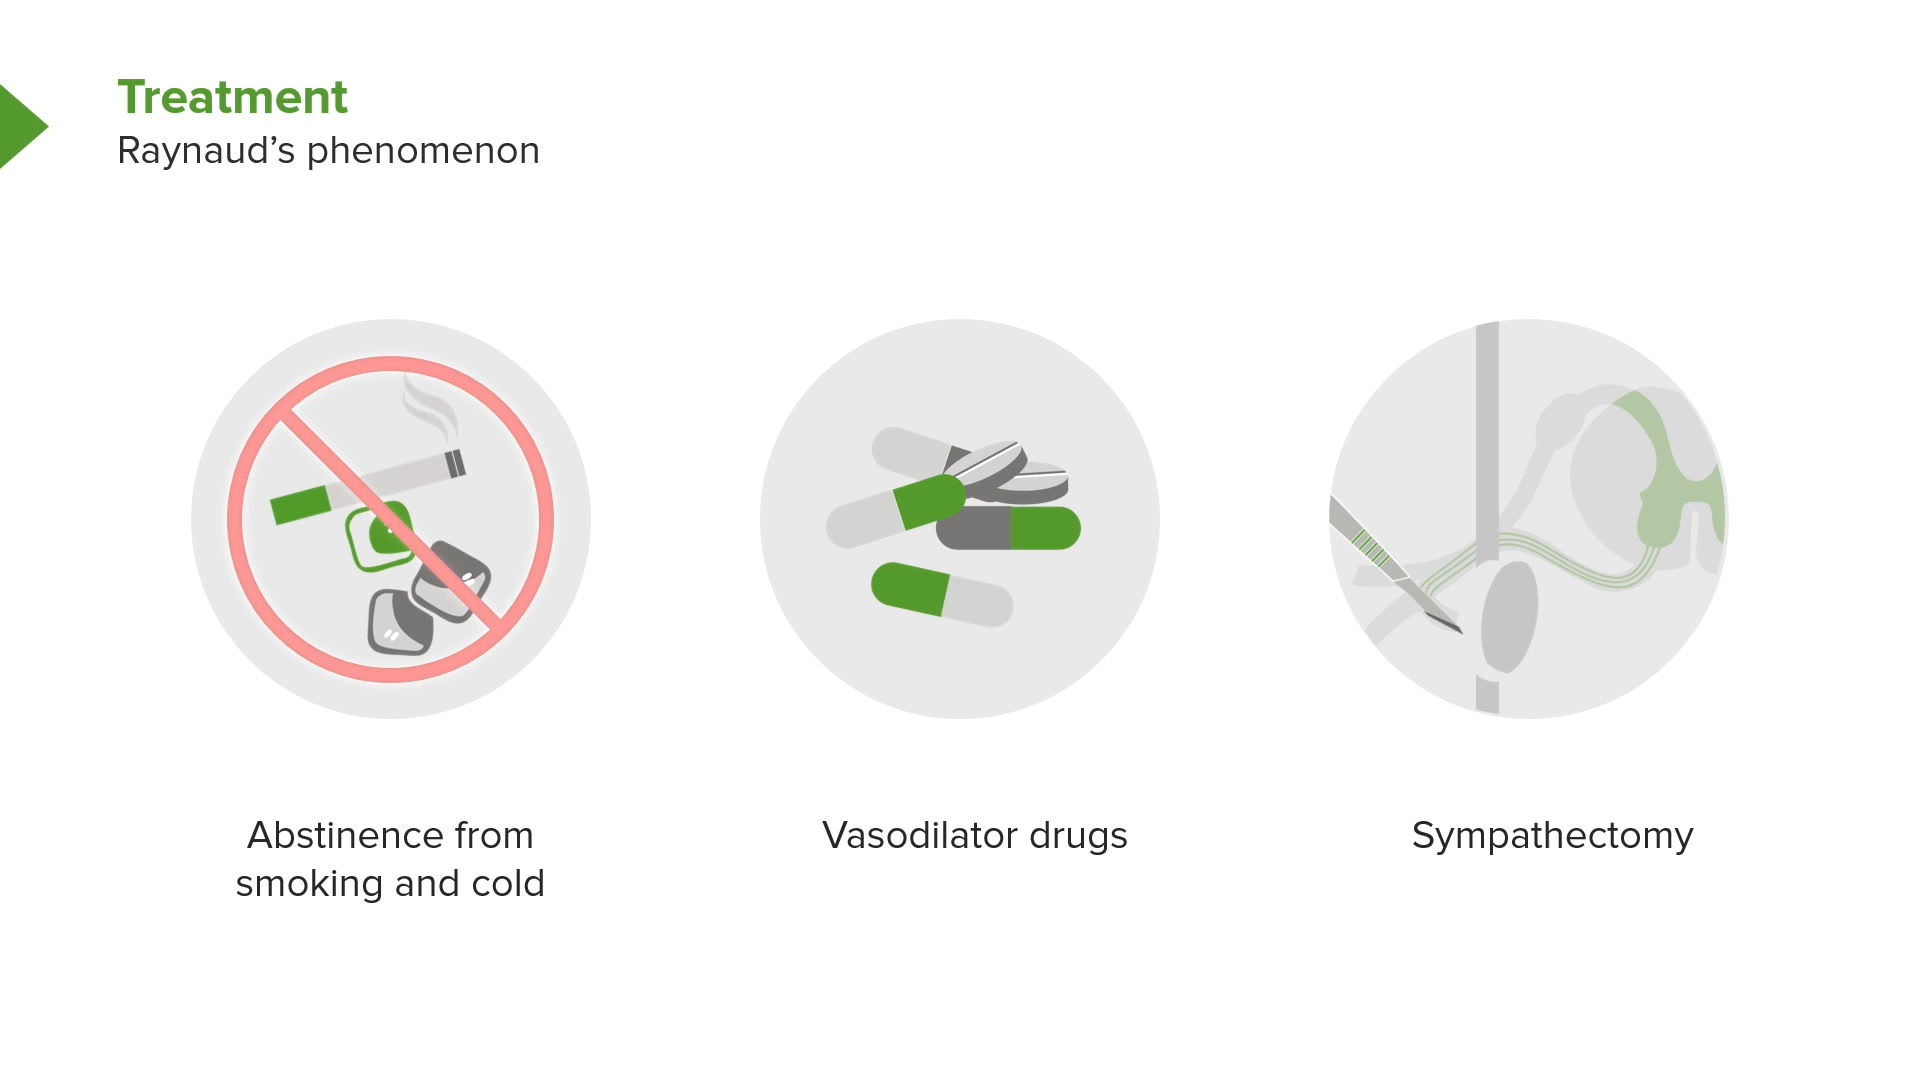 Treatment
Raynaud’s phenomenon
Abstinence from
smoking and cold
Vasodilator drugs
Sympathectomy